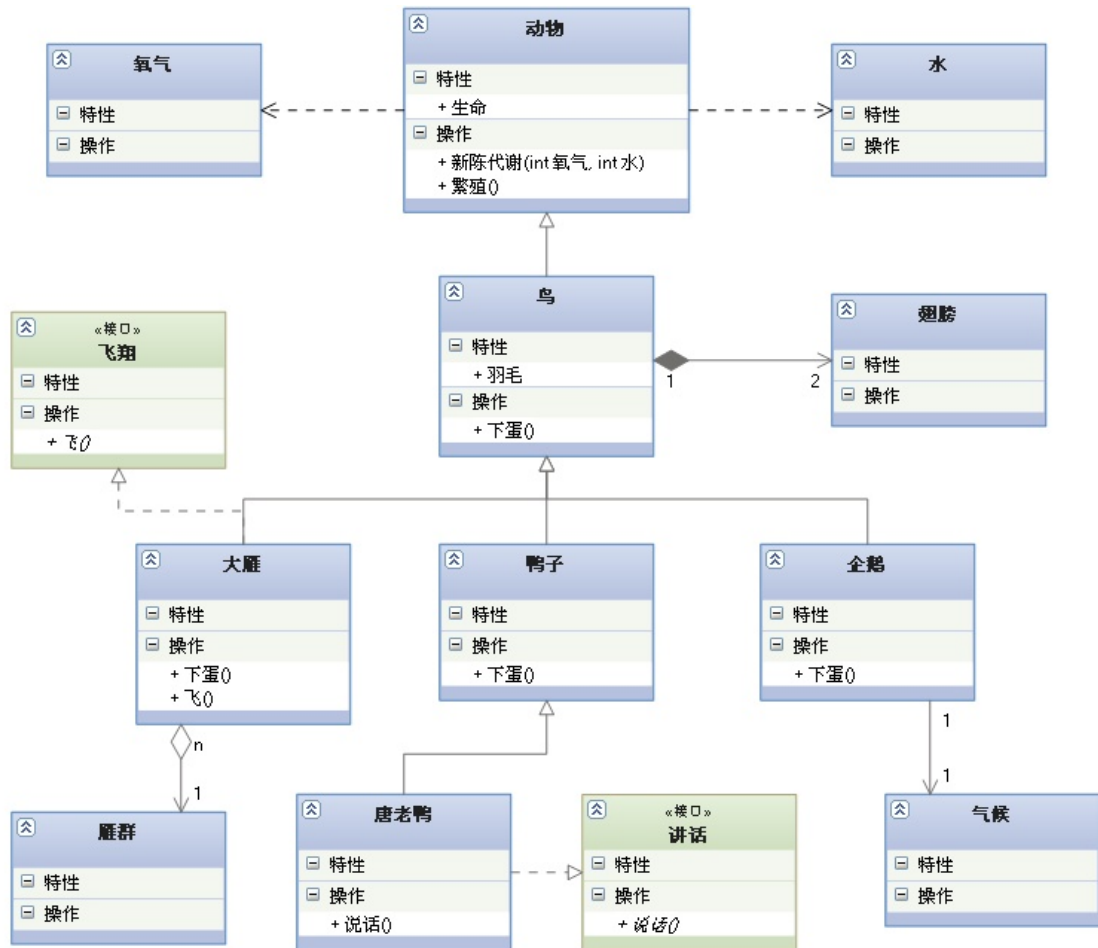 动物
特性
+ 生命
操作
+ 新陈代谢(int 氧气, int 水)
+ 繁殖()
氧气
特性
操作
水
特性
操作
鸟
特性
+ 羽毛
操作
+ 下蛋()
1
2
翅膀
特性
操作
«接口»
飞翔
特性
操作
+ 飞()
大雁
特性
操作
+ 下蛋()
+ 飞()
鸭子
特性
操作
+ 下蛋()
企鹅
特性
操作
+ 下蛋()
n
1
1
1
雁群
特性
操作
唐老鸭
特性
操作
+ 说话()
«接口»
讲话
特性
操作
+ 说话()
气候
特性
操作